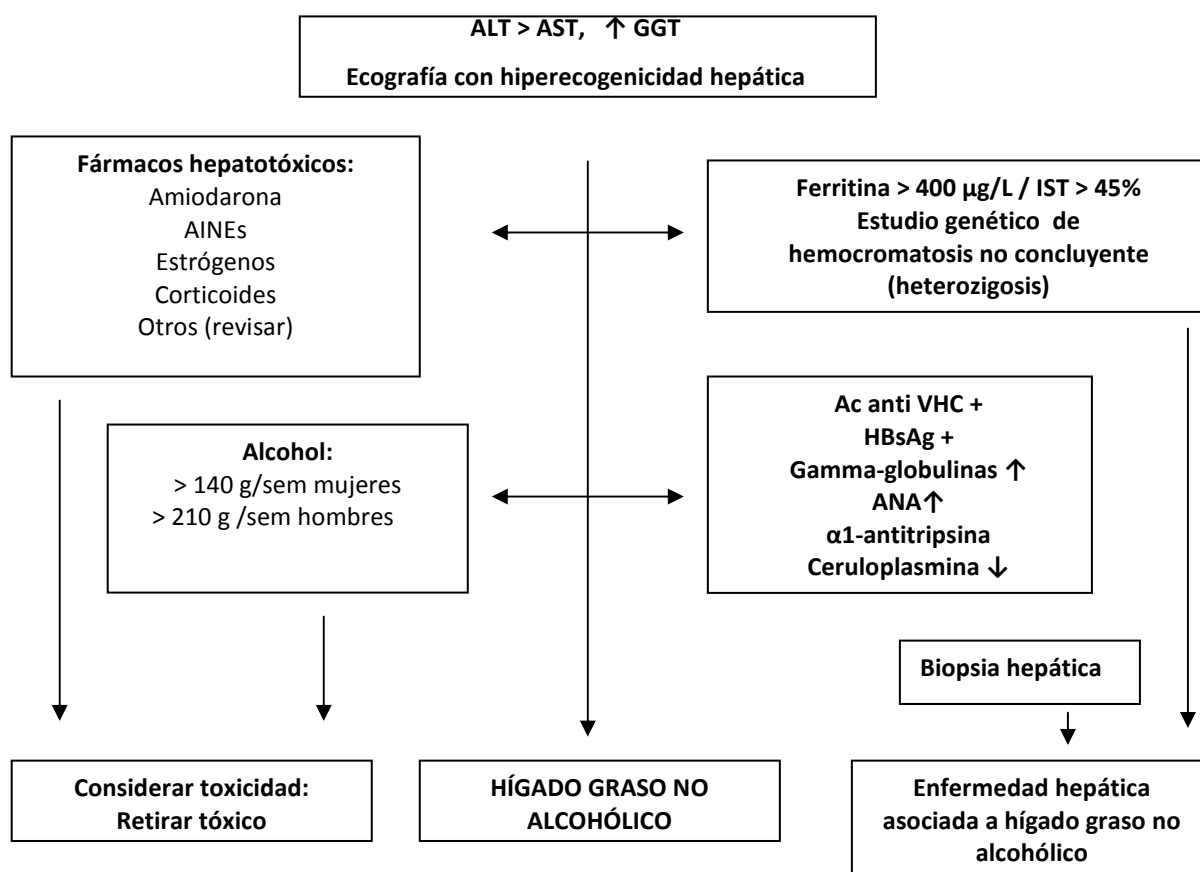 ALT > AST, ↑ GGT
Ecografía con hiperecogenicidad hepática
Fármacos hepatotóxicos:
Amiodarona
AINEs
Estrógenos
Corticoides
Otros (revisar)
Ferritina > 400 µg/L / IST > 45%
Estudio genético de
hemocromatosis no concluyente
(heterozigosis)
Alcohol:
> 140 g/sem mujeres
> 210 g /sem hombres
Ac anti VHC +
HBsAg +
Gamma-globulinas ↑
ANA↑
α1-antitripsina
Ceruloplasmina ↓
Biopsia hepática
Considerar toxicidad:
Retirar tóxico
HÍGADO GRASO NO
ALCOHÓLICO
Enfermedad hepática
asociada a hígado graso no
alcohólico